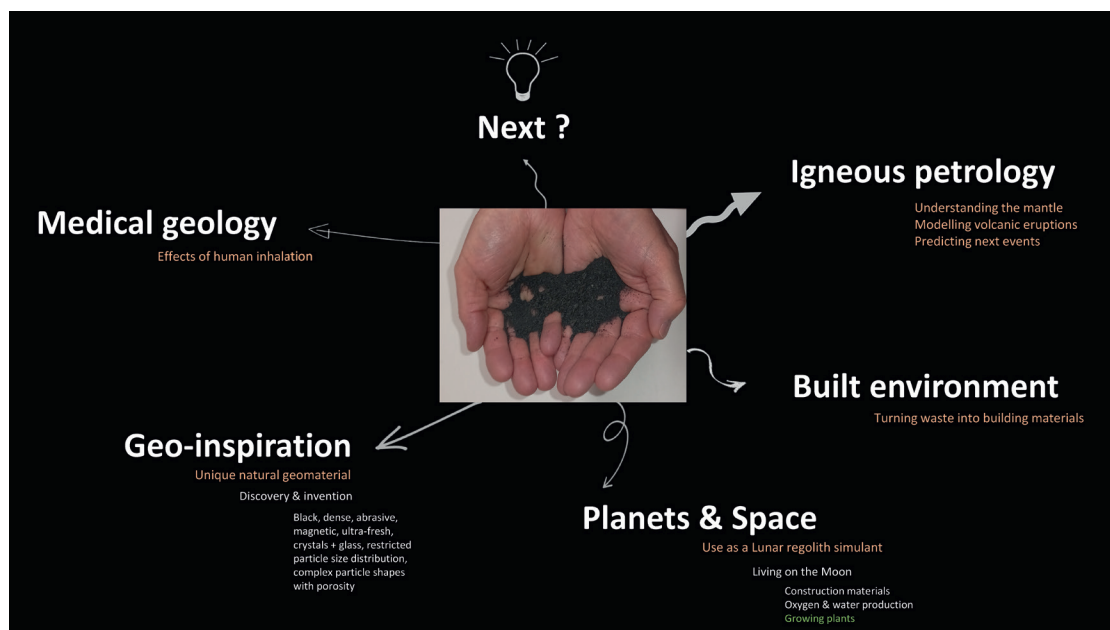 Next ?
Igneous petrology
Understanding the mantle
Modelling volcanic eruptions
Predicting next events
Medical geology
Effects of human inhalation
Built environment
Turning waste into building materials
Geo-inspiration
Unique natural geomaterial
Discovery & invention
Black, dense, abrasive,
magnetic, ultra-fresh,
crystals + glass, restricted
particle size distribution,
complex particle shapes
with porosity
Planets & Space
Use as a Lunar regolith simulant
Living on the Moon
Construction materials
Oxygen & water production
Growing plants